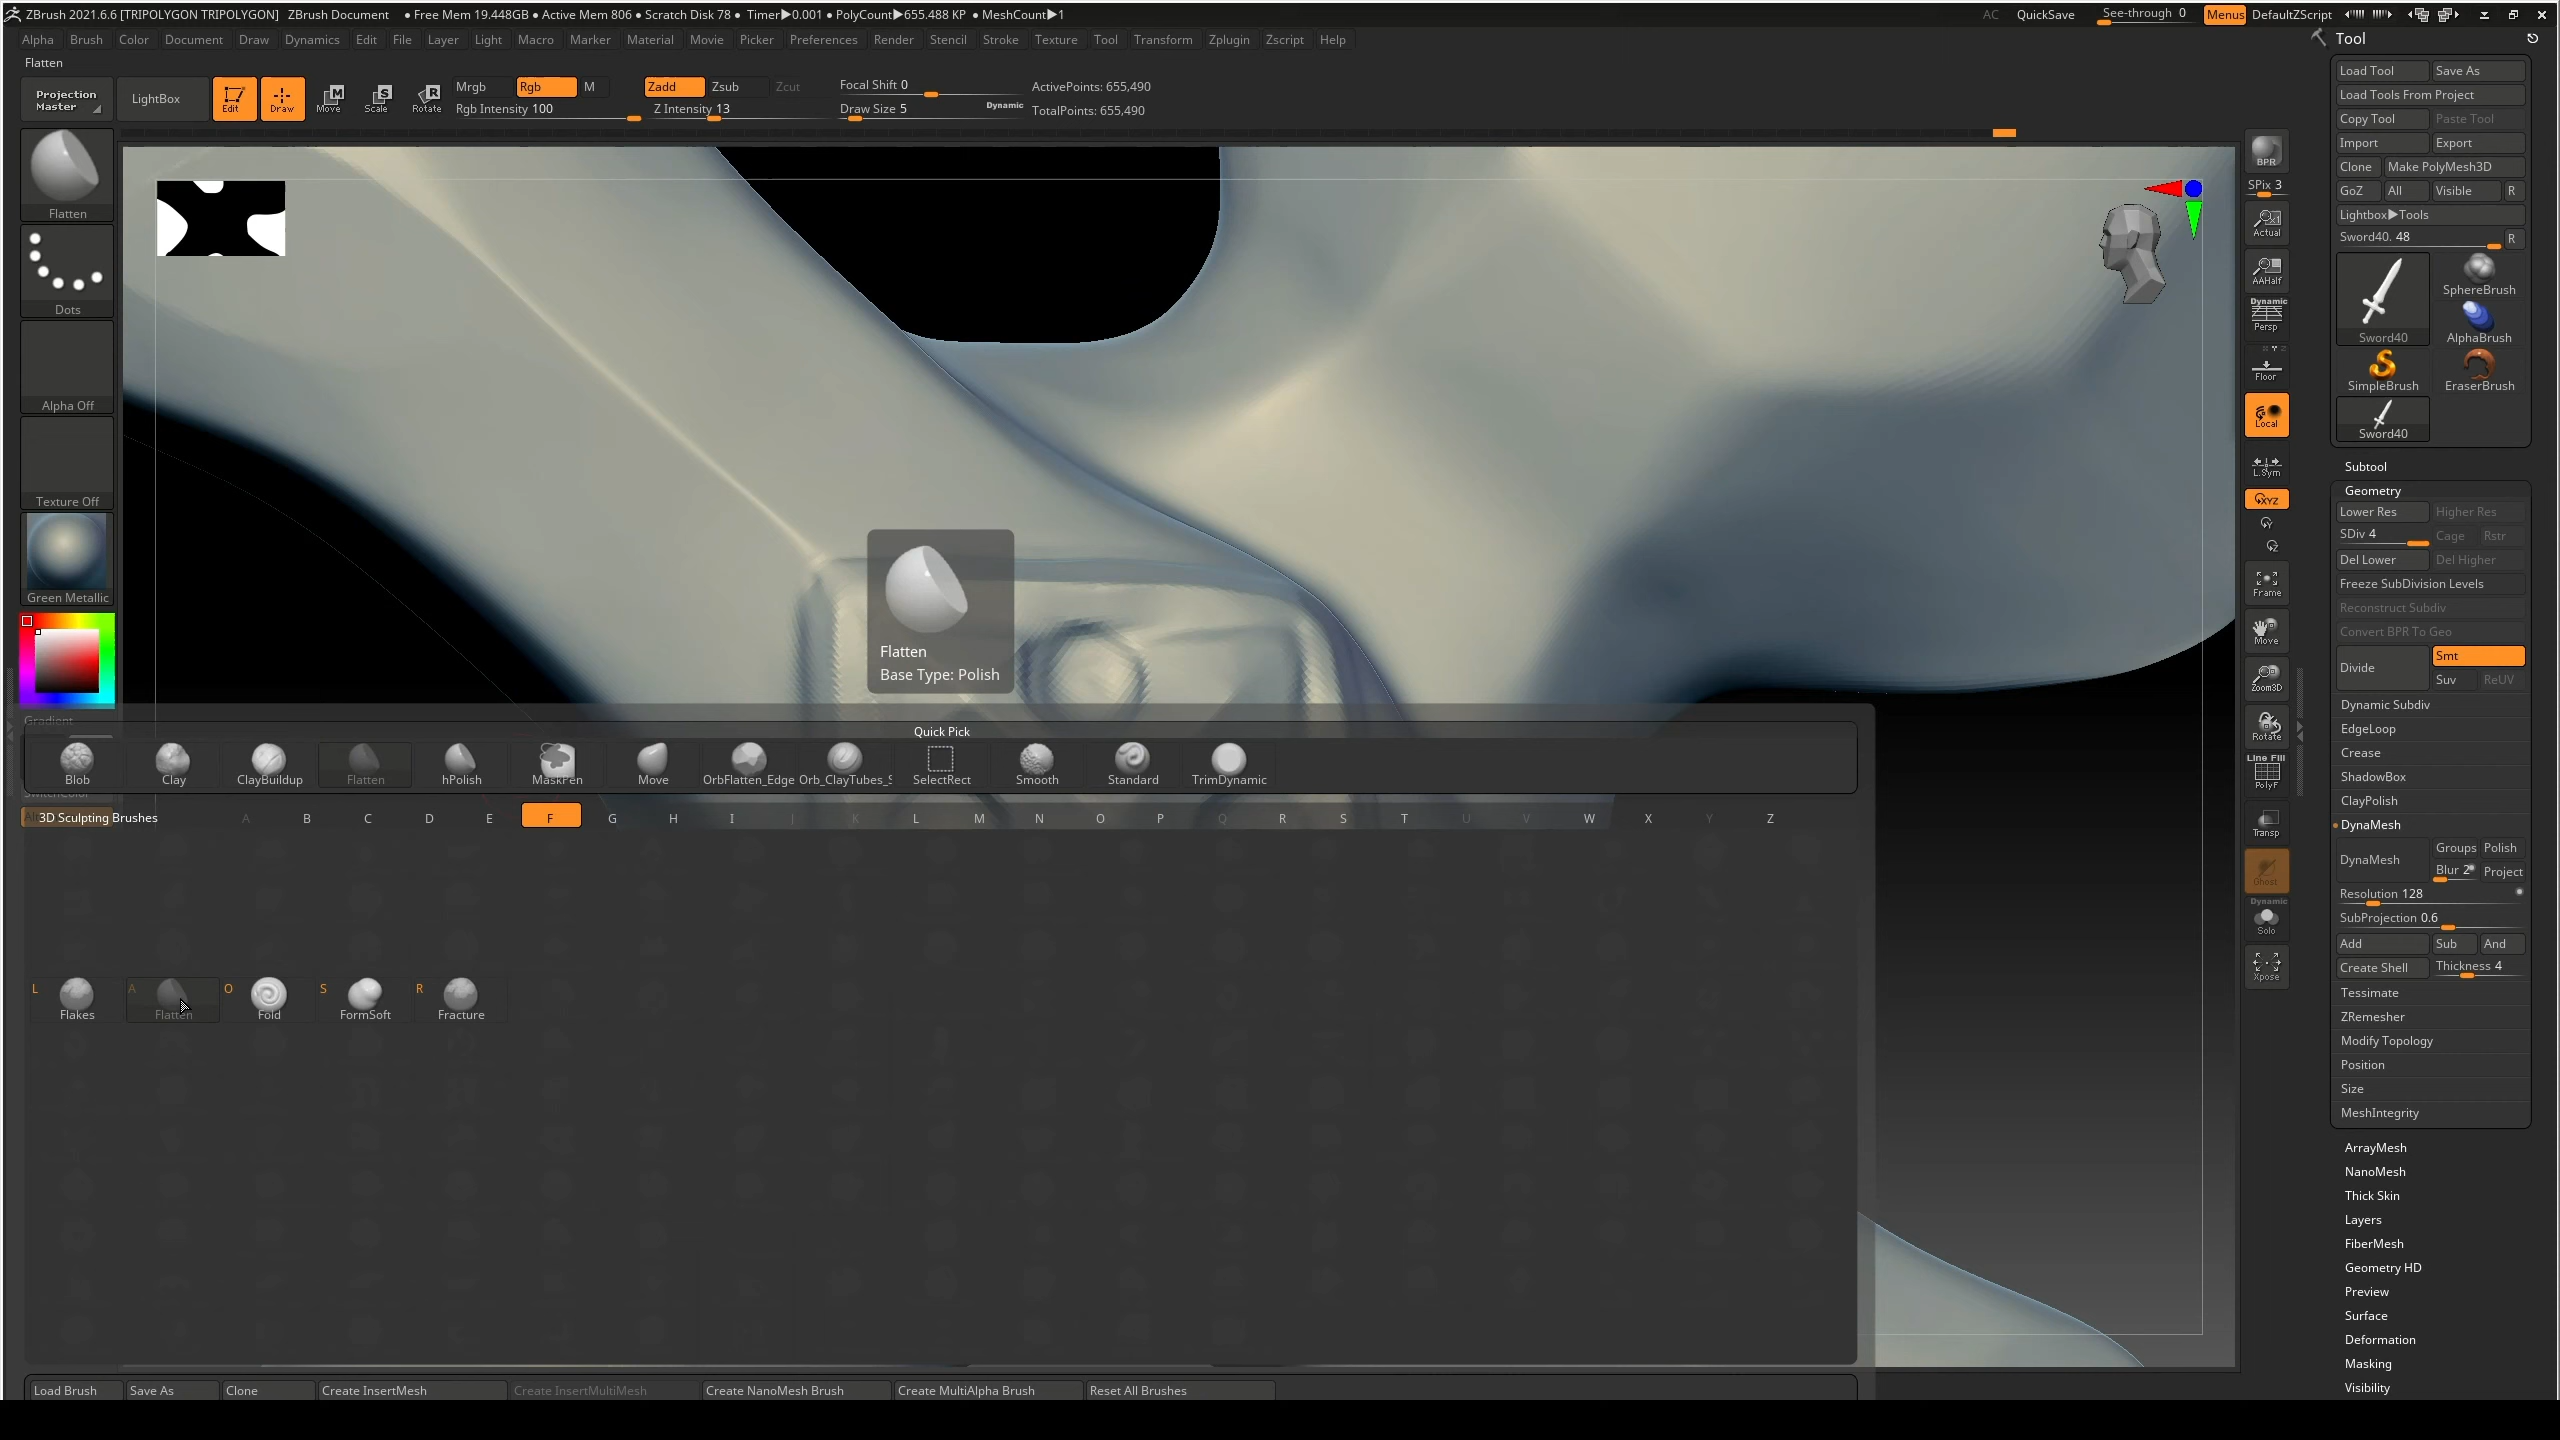 ZBrush 2021.6.6 [TRIPOLYGON TRIPOLYGON] ZBrush Document ● Free Mem 19.448GB ● Active Mem 806 ● Scratch Disk 78 ● Timer▶0.001 ● PolyCount▶655.488 KP ● MeshCount▶1 AC QuickSave See-through 0 Menus DefaultZScript
Alpha Brush Color Document Draw Dynamics Edit File Layer Light Macro Marker Material Movie Picker Preferences Render Stencil Stroke Texture Tool Transform Zplugin Zscript Help
Flatten
Projection Master
LightBox
Edit Draw Move Scale Rotate
Mrgb Rgb M
Rgb Intensity 100
Zadd Zsub Zcut
Z Intensity 13
Focal Shift 0
Draw Size 5
Dynamic
ActivePoints: 655,490
TotalPoints: 655,490
Flatten
Dots
Alpha Off
Texture Off
Green Metallic
Gradient
SwitchColor
Flatten
Base Type: Polish
Quick Pick
Blob Clay ClayBuildup Flatten hPolish MaskPen Move OrbFlatten_Edge Orb_ClayTubes_S SelectRect Smooth Standard TrimDynamic
3D Sculpting Brushes A B C D E F G H I J K L M N O P Q R S T U V W X Y Z
L Flakes
A Flatten
O Fold
S FormSoft
R Fracture
Load Brush Save As Clone Create InsertMesh Create InsertMultiMesh Create NanoMesh Brush Create MultiAlpha Brush Reset All Brushes
BPR
SPix 3
Actual
AAHalf
Dynamic
Persp
Floor
Local
L.Sym
XYZ
Y
Z
Frame
Move
Zoom3D
Rotate
Line Fill
PolyF
Transp
Ghost
Dynamic
Solo
Xpose
Tool
Load Tool Save As
Load Tools From Project
Copy Tool Paste Tool
Import Export
Clone Make PolyMesh3D
GoZ All Visible R
Lightbox▶Tools
Sword40. 48 R
Sword40 SphereBrush
AlphaBrush
SimpleBrush EraserBrush
Sword40
Subtool
Geometry
Lower Res Higher Res
SDiv 4 Cage Rstr
Del Lower Del Higher
Freeze SubDivision Levels
Reconstruct Subdiv
Convert BPR To Geo
Divide Smt
Suv ReUV
Dynamic Subdiv
EdgeLoop
Crease
ShadowBox
ClayPolish
DynaMesh
DynaMesh Groups Polish
Blur 2 Project
Resolution 128
SubProjection 0.6
Add Sub And
Create Shell Thickness 4
Tessimate
ZRemesher
Modify Topology
Position
Size
MeshIntegrity
ArrayMesh
NanoMesh
Thick Skin
Layers
FiberMesh
Geometry HD
Preview
Surface
Deformation
Masking
Visibility